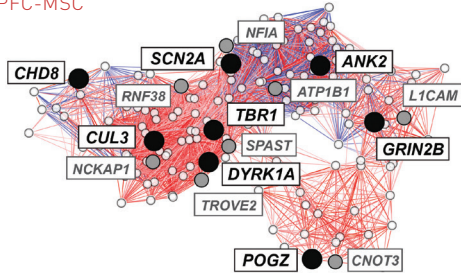 PFC-MSC
NFIA
SCN2A
ANK2
CHD8
RNF38
ATP1B1
L1CAM
TBR1
CUL3
SPAST
GRIN2B
NCKAP1
DYRK1A
TROVE2
POGZ
CNOT3